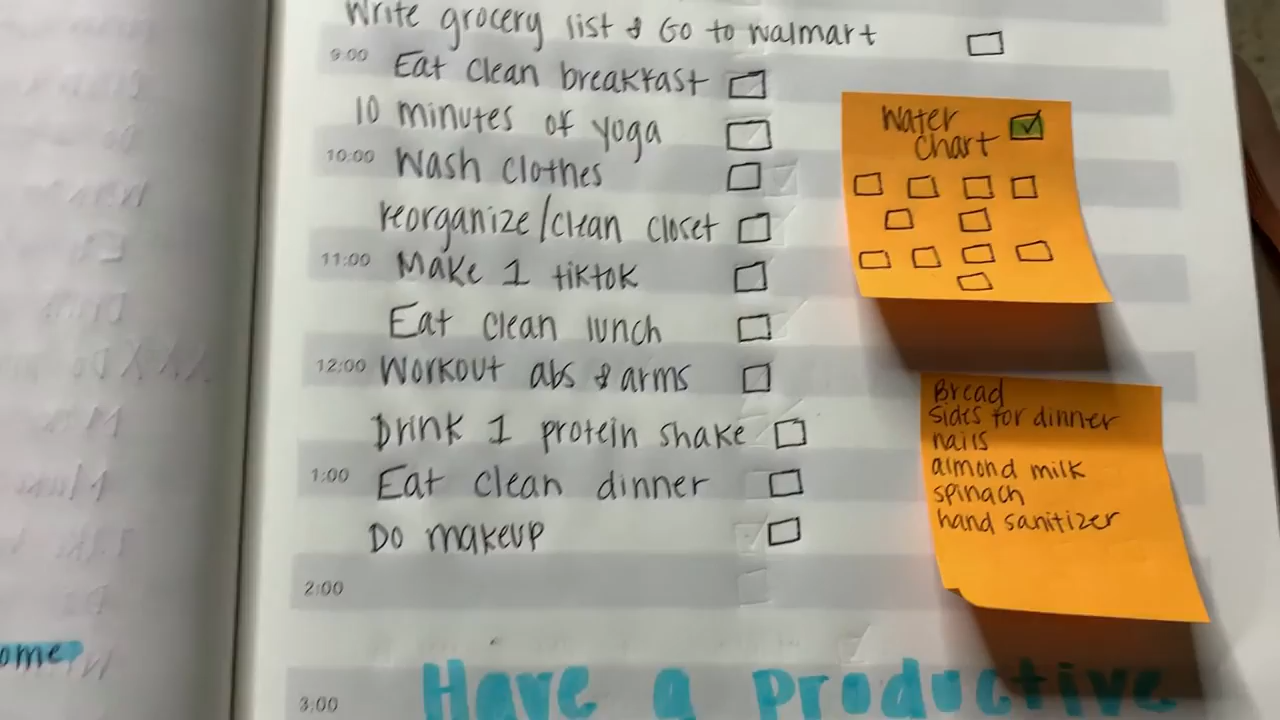 Write grocery list & Go to walmart
9:00
Eat clean breakfast
10 minutes of yoga
10:00 Wash clothes
reorganize/clean closet
11:00 Make 1 tiktok
Eat clean lunch
12:00 Workout abs & arms
Drink 1 protein shake
1:00 Eat clean dinner
Do makeup
2:00
3:00
Have a productive
Water
chart
Bread
sides for dinner
nails
almond milk
spinach
hand sanitizer